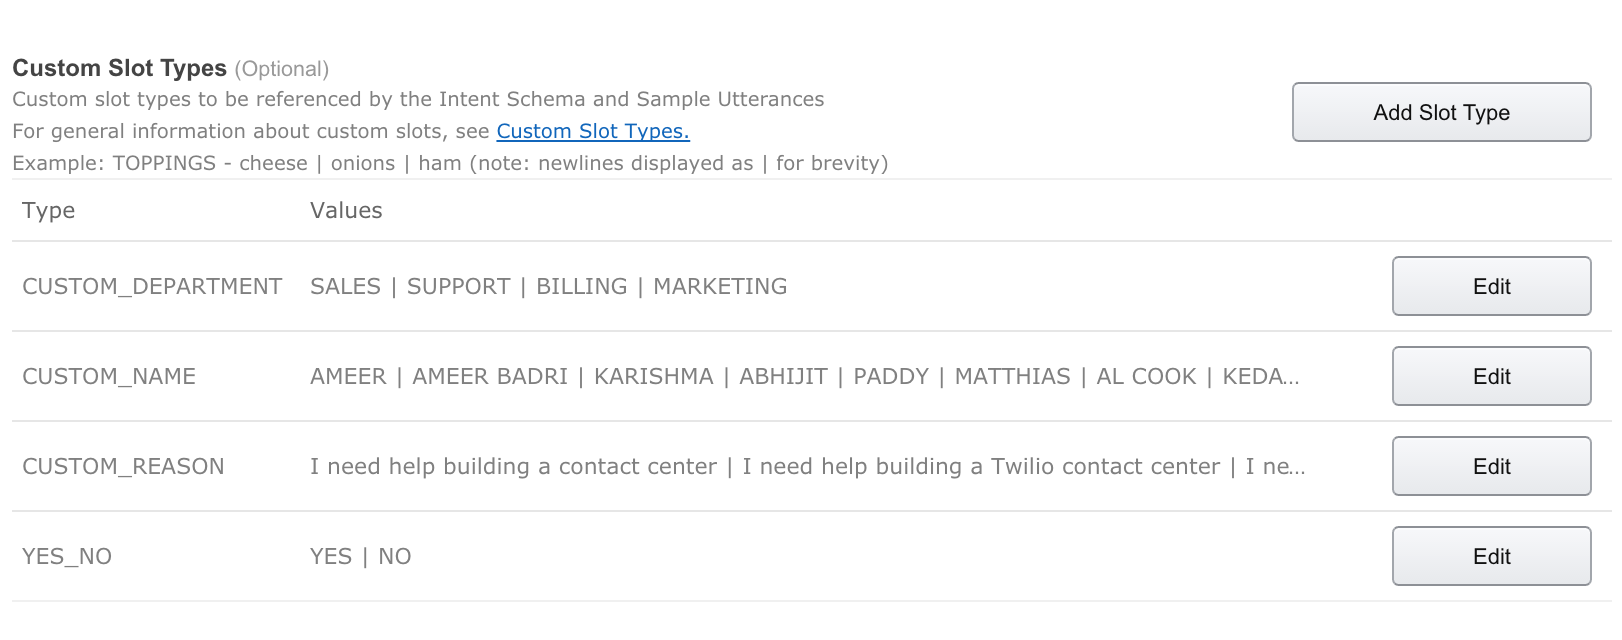 Custom Slot Types (Optional)
Custom slot types to be referenced by the Intent Schema and Sample Utterances
For general information about custom slots, see Custom Slot Types.
Example: TOPPINGS - cheese | onions | ham (note: newlines displayed as | for brevity)
Add Slot Type
Type Values
CUSTOM_DEPARTMENT SALES | SUPPORT | BILLING | MARKETING Edit
CUSTOM_NAME AMEER | AMEER BADRI | KARISHMA | ABHIJIT | PADDY | MATTHIAS | AL COOK | KEDA... Edit
CUSTOM_REASON I need help building a contact center | I need help building a Twilio contact center | I ne... Edit
YES_NO YES | NO Edit